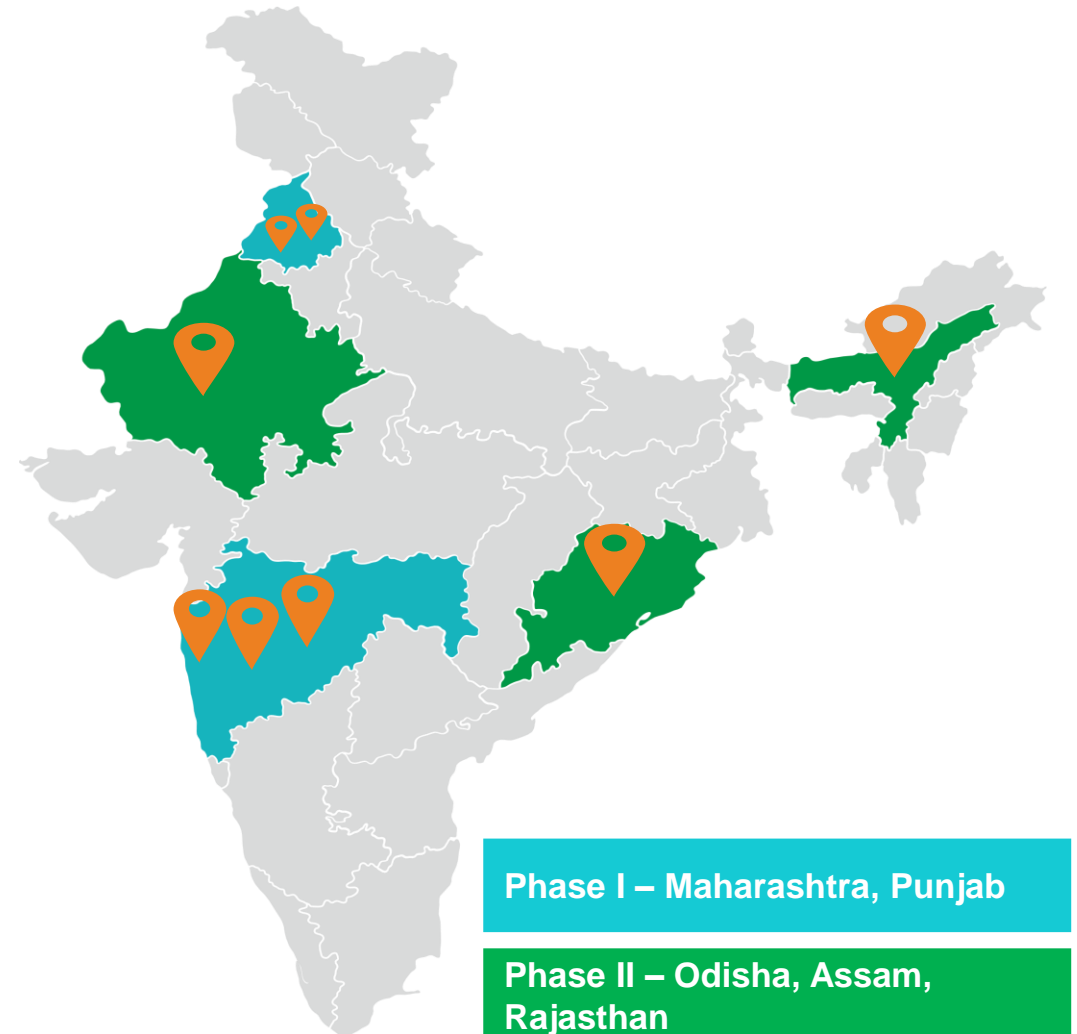 Phase I – Maharashtra, Punjab
Phase II – Odisha, Assam,
Rajasthan